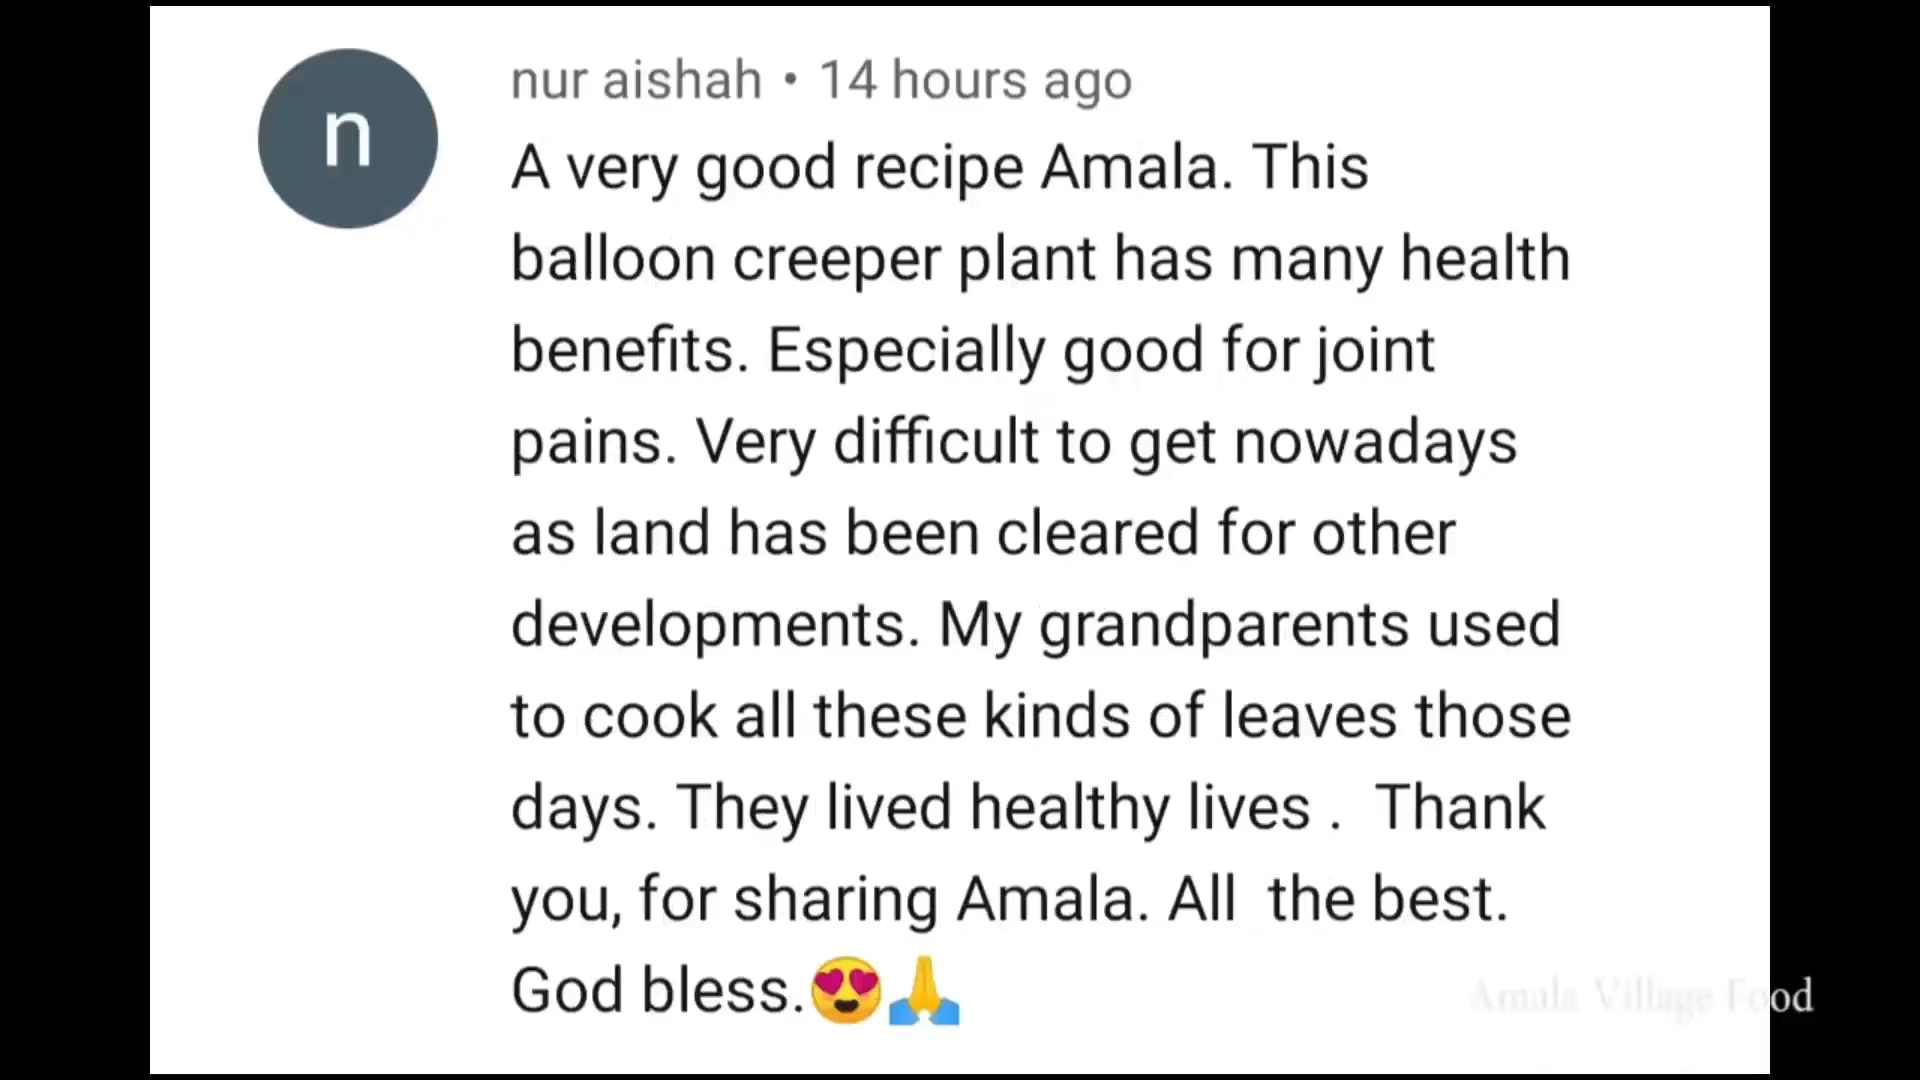 n
nur aishah • 14 hours ago
A very good recipe Amala. This
balloon creeper plant has many health
benefits. Especially good for joint
pains. Very difficult to get nowadays
as land has been cleared for other
developments. My grandparents used
to cook all these kinds of leaves those
days. They lived healthy lives .  Thank
you, for sharing Amala. All  the best.
God bless.😍🙏
Amala Village Food